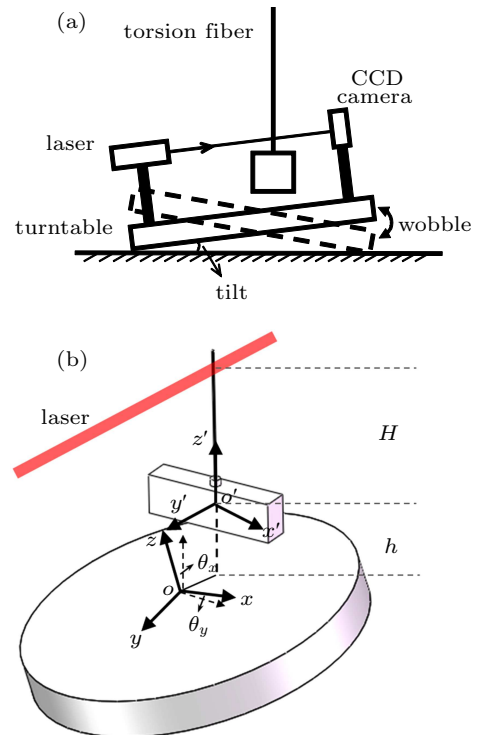 (a)
torsion fiber
CCD
camera
laser
turntable
wobble
tilt
(b)
laser
H
z′
y′
o′
x′
z
h
θx
o
x
θy
y